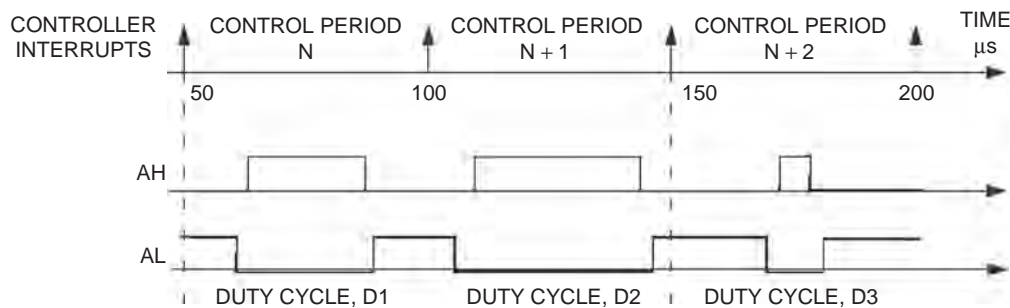 CONTROLLER
INTERRUPTS
CONTROL PERIOD
N
CONTROL PERIOD
N + 1
CONTROL PERIOD
N + 2
TIME
μs
50
100
150
200
AH
AL
DUTY CYCLE, D1
DUTY CYCLE, D2
DUTY CYCLE, D3